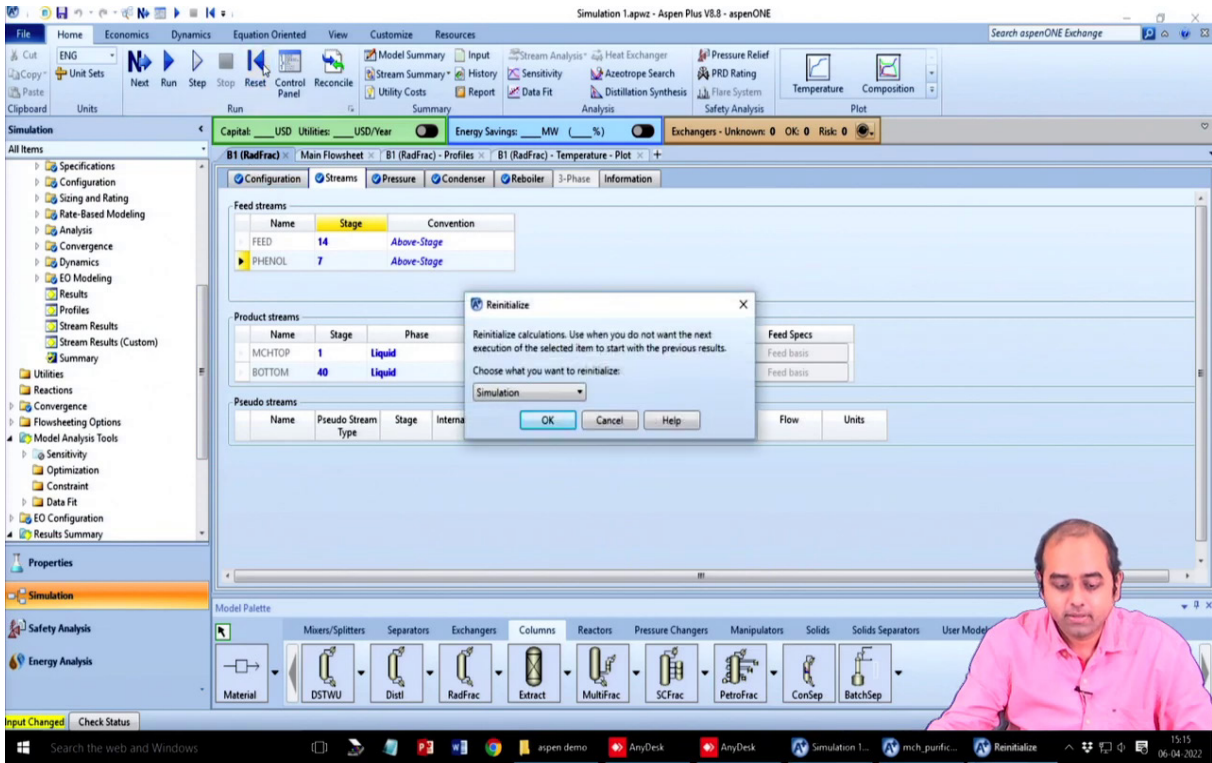 Simulation 1.apwz - Aspen Plus V8.8 - aspenONE
File Home Economics Dynamics Equation Oriented View Customize Resources Search aspenONE Exchange
Cut ENG Model Summary Input Stream Analysis Heat Exchanger Pressure Relief
Copy Unit Sets Next Run Step Stop Reset Control Panel Reconcile Stream Summary History Sensitivity Azeotrope Search PRD Rating Temperature Composition
Paste Utility Costs Report Data Fit Distillation Synthesis Flare System
Clipboard Units Run Summary Analysis Safety Analysis Plot
Simulation Capital: ____USD Utilities: ____USD/Year Energy Savings: ____MW (____%) Exchangers - Unknown: 0 OK: 0 Risk: 0
All Items B1 (RadFrac) Main Flowsheet B1 (RadFrac) - Profiles B1 (RadFrac) - Temperature - Plot +
Specifications
Configuration
Sizing and Rating
Rate-Based Modeling
Analysis
Convergence
Dynamics
EO Modeling
Results
Profiles
Stream Results
Stream Results (Custom)
Summary
Utilities
Reactions
Convergence
Flowsheeting Options
Model Analysis Tools
Sensitivity
Optimization
Constraint
Data Fit
EO Configuration
Results Summary
Properties
Simulation
Safety Analysis
Energy Analysis
Configuration Streams Pressure Condenser Reboiler 3-Phase Information
Feed streams
Name Stage Convention
FEED 14 Above-Stage
PHENOL 7 Above-Stage
Product streams
Name Stage Phase Feed Specs
MCHTOP 1 Liquid Feed basis
BOTTOM 40 Liquid Feed basis
Pseudo streams
Name Pseudo Stream Type Stage Interna Flow Units
Reinitialize
Reinitialize calculations. Use when you do not want the next
execution of the selected item to start with the previous results.
Choose what you want to reinitialize:
Simulation
OK Cancel Help
Model Palette
Mixers/Splitters Separators Exchangers Columns Reactors Pressure Changers Manipulators Solids Solids Separators User Model
Material DSTWU Distl RadFrac Extract MultiFrac SCFrac PetroFrac ConSep BatchSep
Input Changed Check Status
Search the web and Windows aspen demo AnyDesk AnyDesk Simulation 1... mch_purific... Reinitialize 15:15
06-04-2022